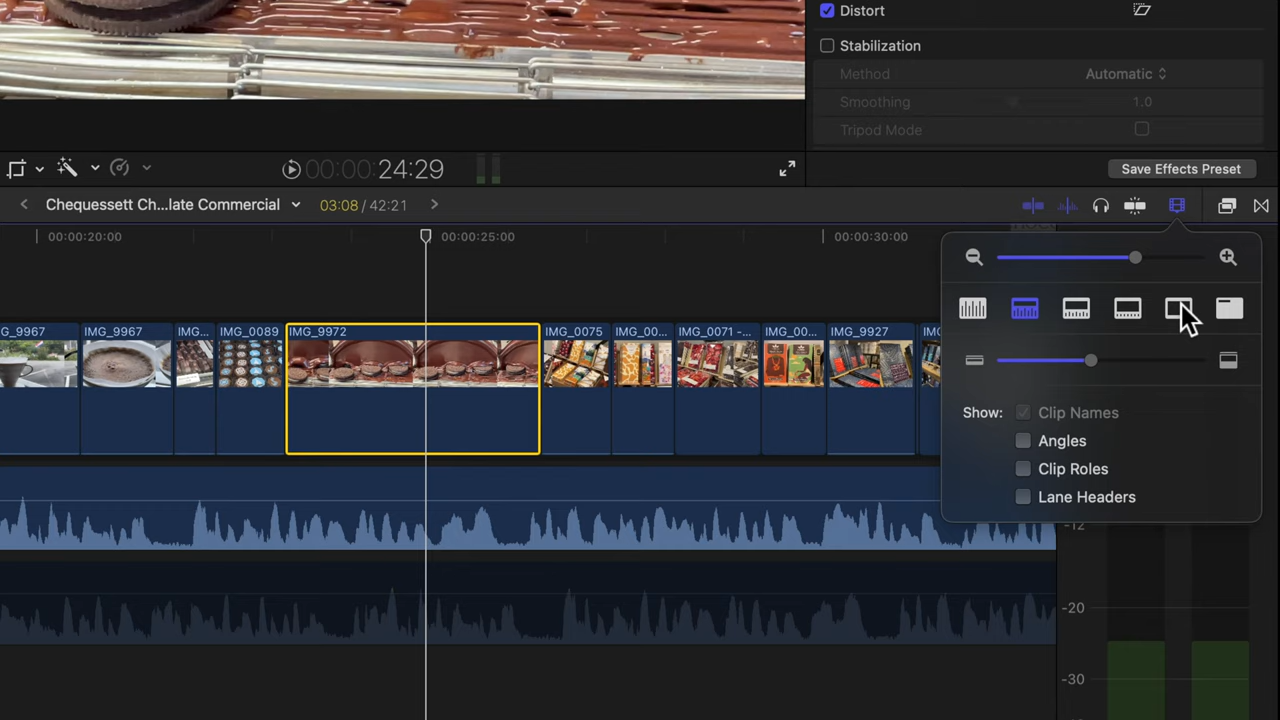 Distort
Stabilization
Method Automatic
Smoothing 1.0
Tripod Mode
00:00:24:29
Save Effects Preset
Chequessett Ch...late Commercial 03:08 / 42:21
00:00:20:00 00:00:25:00 00:00:30:00
G_9967 IMG_9967 IMG... IMG_0089 IMG_9972 IMG_0075 IMG_00... IMG_0071 -... IMG_00... IMG_9927
Show: Clip Names
Angles
Clip Roles
Lane Headers
-12
-20
-30